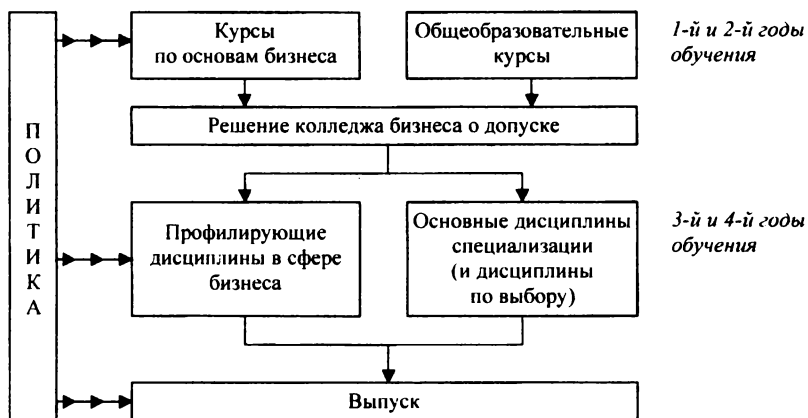 Курсы
по основам бизнеса
Общеобразовательные
курсы
1-й и 2-й годы
обучения
ПОЛИТИКА
Решение колледжа бизнеса о допуске
Профилирующие
дисциплины в сфере
бизнеса
Основные дисциплины
специализации
(и дисциплины
по выбору)
3-й и 4-й годы
обучения
Выпуск